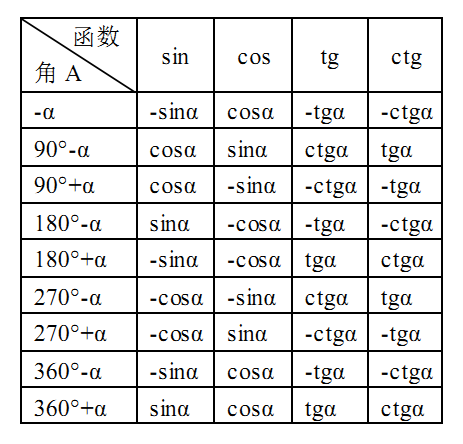 函数
角 A sin cos tg ctg
-α -sinα cosα -tgα -ctgα
90°-α cosα sinα ctgα tgα
90°+α cosα -sinα -ctgα -tgα
180°-α sinα -cosα -tgα -ctgα
180°+α -sinα -cosα tgα ctgα
270°-α -cosα -sinα ctgα tgα
270°+α -cosα sinα -ctgα -tgα
360°-α -sinα cosα -tgα -ctgα
360°+α sinα cosα tgα ctgα